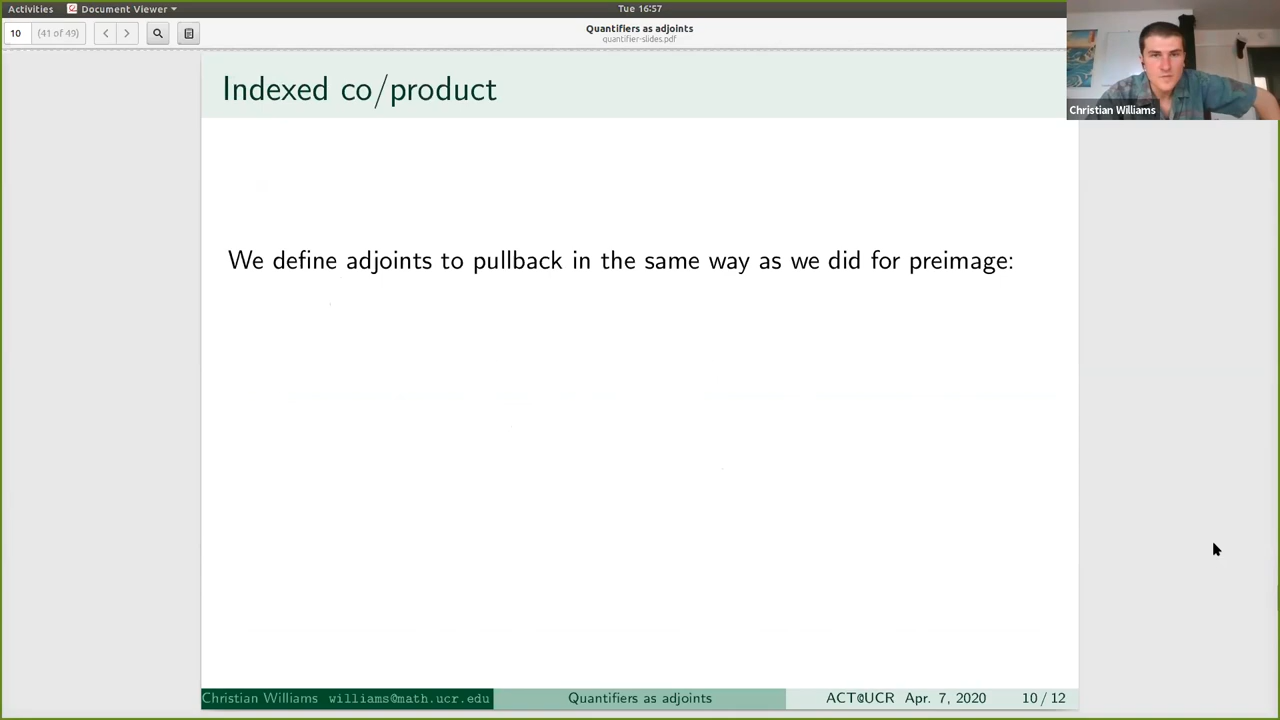 Activities Document Viewer Tue 16:57
10 (41 of 49) Quantifiers as adjoints
quantifier-slides.pdf
Christian Williams
Indexed co/product
We define adjoints to pullback in the same way as we did for preimage:
Christian Williams williams@math.ucr.edu Quantifiers as adjoints ACT@UCR Apr. 7, 2020 10 / 12